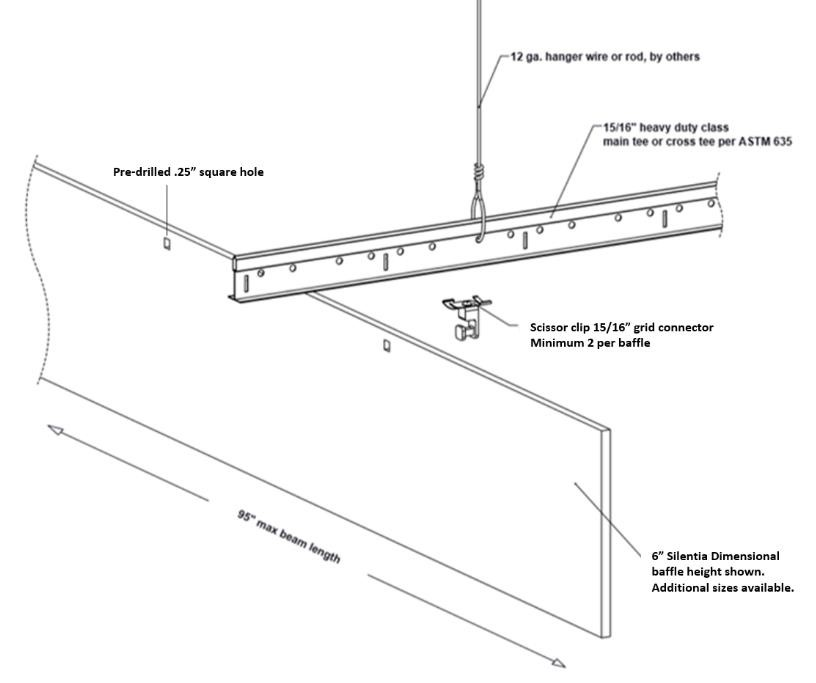 12 ga. hanger wire or rod, by others
15/16" heavy duty class
main tee or cross tee per ASTM 635
Pre-drilled .25” square hole
Scissor clip 15/16” grid connector
Minimum 2 per baffle
95" max beam length
6” Silentia Dimensional
baffle height shown.
Additional sizes available.